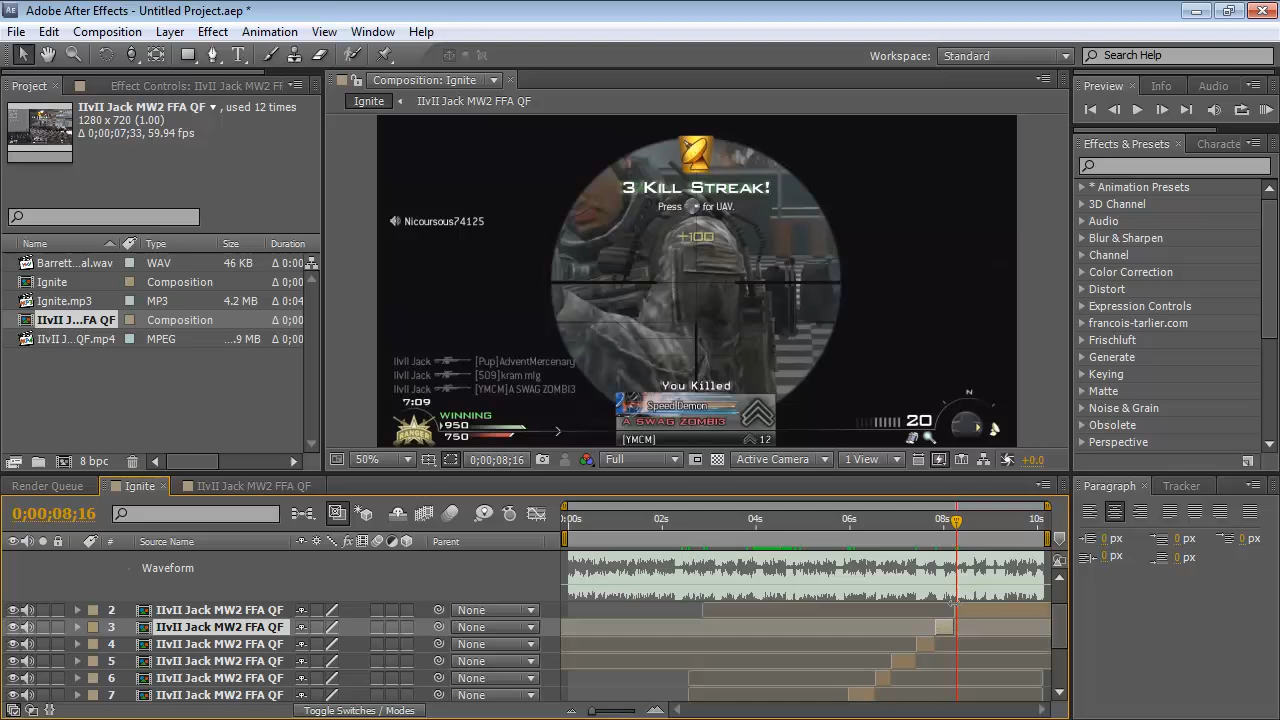 Adobe After Effects - Untitled Project.aep *
File Edit Composition Layer Effect Animation View Window Help
Workspace: Standard
Search Help
Project
Effect Controls: IIvII Jack MW2 FF
IIvII Jack MW2 FFA QF , used 12 times
1280 x 720 (1.00)
Δ 0;00;07;33, 59.94 fps
Name Type Size Duration
Barrett...al.wav WAV 46 KB Δ 0;00
Ignite Composition Δ 0;00
Ignite.mp3 MP3 4.2 MB Δ 0:04
IIvII J...FA QF Composition Δ 0;00
IIvII J...QF.mp4 MPEG ....9 MB Δ 0;00
8 bpc
Composition: Ignite
Ignite IIvII Jack MW2 FFA QF
3 Kill Streak!
Press for UAV.
Nicoursous74125
+100
IIvII Jack [Pup]AdventMercenary
IIvII Jack [509]kram mlg
IIvII Jack [YMCM]A SWAG ZOMBI3
You Killed
7:09
WINNING
950
750
RANGER
Speed Demon
A SWAG ZOMBI3
[YMCM] 12
N
20
50% 0;00;08;16 Full Active Camera 1 View +0.0
Preview Info Audio
Effects & Presets Characte
* Animation Presets
3D Channel
Audio
Blur & Sharpen
Channel
Color Correction
Distort
Expression Controls
francois-tarlier.com
Frischluft
Generate
Keying
Matte
Noise & Grain
Obsolete
Perspective
Render Queue Ignite IIvII Jack MW2 FFA QF
0;00;08;16
:00s 02s 04s 06s 08s 10s
# Source Name Parent
Waveform
2 IIvII Jack MW2 FFA QF None
3 IIvII Jack MW2 FFA QF None
4 IIvII Jack MW2 FFA QF None
5 IIvII Jack MW2 FFA QF None
6 IIvII Jack MW2 FFA QF None
7 IIvII Jack MW2 FFA QF None
Toggle Switches / Modes
Paragraph Tracker
0 px 0 px 0 px
0 px 0 px